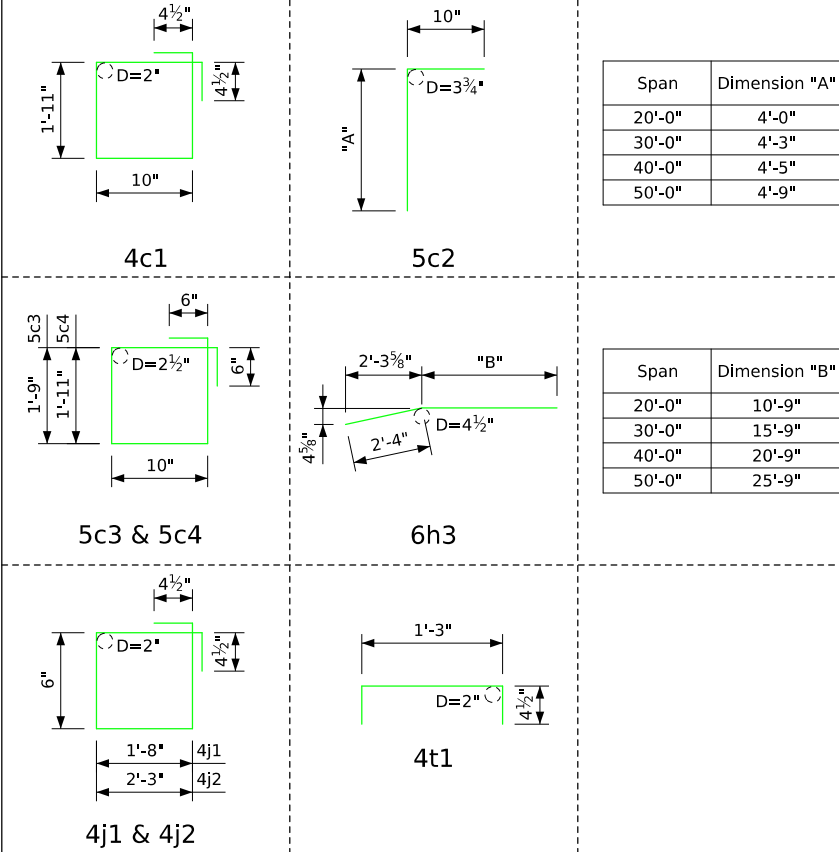 4½"
D=2"
4½"
1'-11"
10"
4c1
10"
D=3¾"
"A"
5c2
Span Dimension "A"
20'-0" 4'-0"
30'-0" 4'-3"
40'-0" 4'-5"
50'-0" 4'-9"
6"
5c3 5c4
D=2½"
6"
1'-9" 1'-11"
10"
5c3 & 5c4
2'-3⅝" "B"
D=4½"
4⅝"
2'-4"
6h3
Span Dimension "B"
20'-0" 10'-9"
30'-0" 15'-9"
40'-0" 20'-9"
50'-0" 25'-9"
4½"
D=2"
4½"
6"
1'-8" 4j1
2'-3" 4j2
4j1 & 4j2
1'-3"
D=2"
4½"
4t1